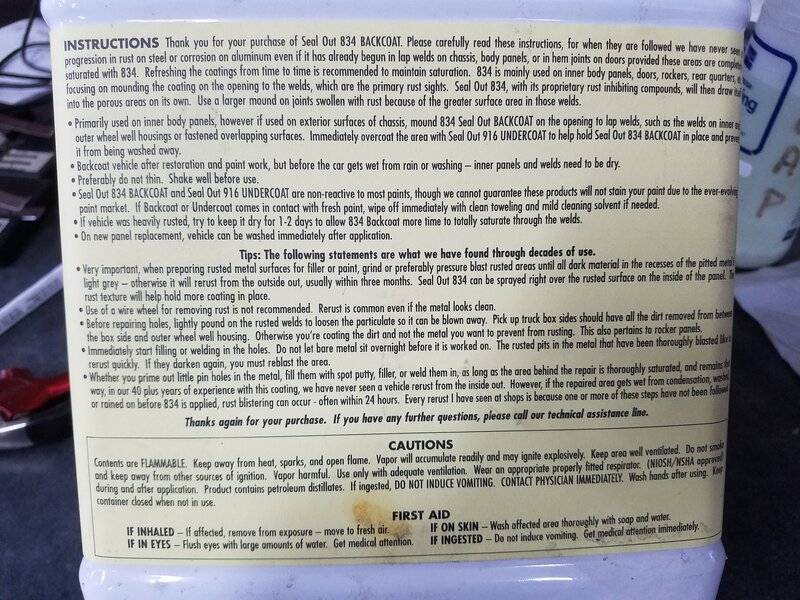 INSTRUCTIONS Thank you for your purchase of Seal Out 834 BACKCOAT. Please carefully read these instructions, for when they are followed we have never seen
progression in rust on steel or corrosion on aluminum even if it has already begun in lap welds on chassis, body panels, or in hem joints on doors provided these areas are
saturated with 834. Refreshing the coatings from time to time is recommended to maintain saturation. 834 is mainly used on inner body panels, doors, rockers, rear quarters,
focusing on mounding the coating on the opening to the welds, which are the primary rust sights. Seal Out 834, with its proprietary rust inhibiting compounds, will then draw
into the porous areas on its own. Use a larger mound on joints swollen with rust because of the greater surface area in those welds.
• Primarily used on inner body panels, however if used on exterior surfaces of chassis, mound 834 Seal Out BACKCOAT on the opening to lap welds, such as the welds on inner
outer wheel well housings or fastened overlapping surfaces. Immediately overcoat the area with Seal Out 916 UNDERCOAT to help hold Seal Out 834 BACKCOAT in place and
it from being washed away.
• Backcoat vehicle after restoration and paint work, but before the car gets wet from rain or washing – inner panels and welds need to be dry.
• Preferably do not thin. Shake well before use.
• Seal Out 834 BACKCOAT and Seal Out 916 UNDERCOAT are non-reactive to most paints, though we cannot guarantee these products will not stain your paint due to the
paint market. If Backcoat or Undercoat comes in contact with fresh paint, wipe off immediately with clean toweling and mild cleaning solvent if needed.
• If vehicle was heavily rusted, try to keep it dry for 1-2 days to allow 834 Backcoat more time to totally saturate through the welds.
• On new panel replacement, vehicle can be washed immediately after application.
Tips: The following statements are what we have found through decades of use.
• Very important, when preparing rusted metal surfaces for filler or paint, grind or preferably pressure blast rusted areas until all dark material in the recesses of the pitted metal
light grey – otherwise it will rerust from the outside out, usually within three months. Seal Out 834 can be sprayed right over the rusted surface on the inside of the panel. The
rust texture will help hold more coating in place.
• Use of a wire wheel for removing rust is not recommended. Rerust is common even if the metal looks clean.
• Before repairing holes, lightly pound on the rusted welds to loosen the particulate so it can be blown away. Pick up truck box sides should have all the dirt removed from between
the box side and outer wheel well housing. Otherwise you're coating the dirt and not the metal you want to prevent from rusting. This also pertains to rocker panels.
• Immediately start filling or welding in the holes. Do not let bare metal sit overnight before it is worked on. The rusted pits in the metal that have been thoroughly blasted like to
rerust quickly. If they darken again, you must reblast the area.
• Whether you prime out little pin holes in the metal, fill them with spot putty, filler, or weld them in, as long as the area behind the repair is thoroughly saturated, and remains that
way, in our 40 plus years of experience with this coating, we have never seen a vehicle rerust from the inside out. However, if the repaired area gets wet from condensation, washed,
or rained on before 834 is applied, rust blistering can occur - often within 24 hours. Every rerust I have seen at shops is because one or more of these steps have not been followed.
Thanks again for your purchase. If you have any further questions, please call our technical assistance line.
CAUTIONS
Contents are FLAMMABLE. Keep away from heat, sparks, and open flame. Vapor will accumulate readily and may ignite explosively. Keep area well ventilated. Do not smoke
and keep away from other sources of ignition. Vapor harmful. Use only with adequate ventilation. Wear an appropriate properly fitted respirator. (NIOSH/NSHA approved)
during and after application. Product contains petroleum distillates. If ingested, DO NOT INDUCE VOMITING. CONTACT PHYSICIAN IMMEDIATELY. Wash hands after using. Keep
container closed when not in use.
FIRST AID
IF INHALED – If affected, remove from exposure – move to fresh air. IF ON SKIN – Wash affected area thoroughly with soap and water.
IF IN EYES – Flush eyes with large amounts of water. Get medical attention. IF INGESTED – Do not induce vomiting. Get medical attention immediately.